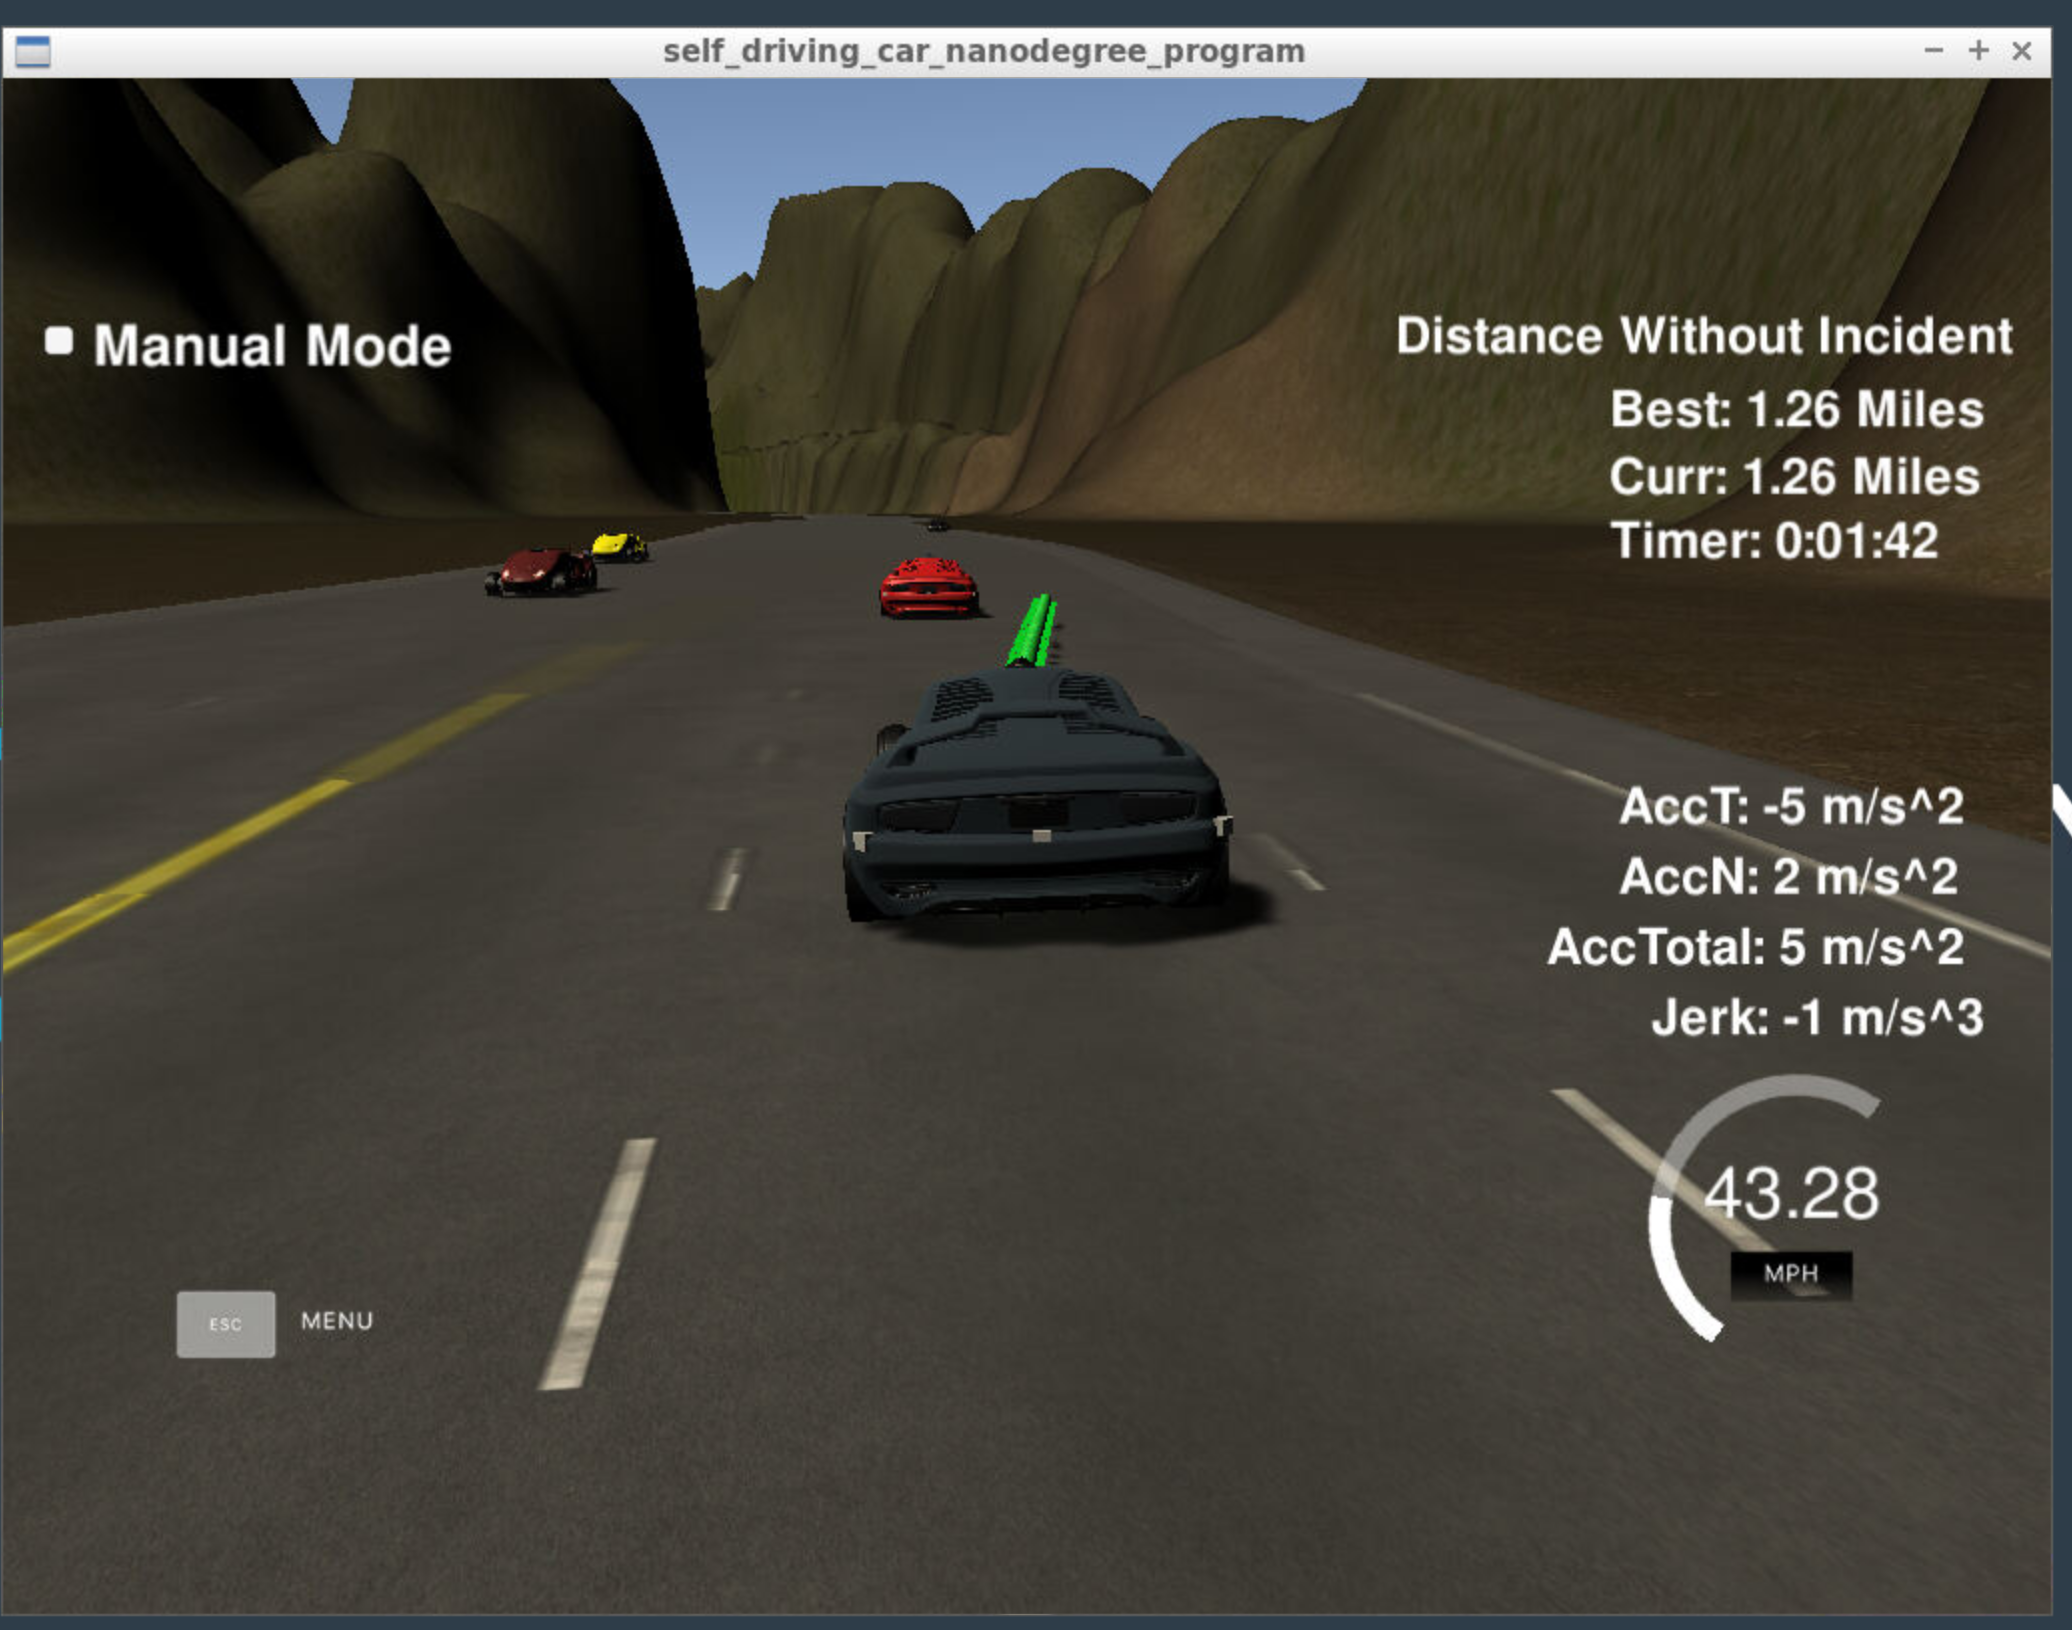 self_driving_car_nanodegree_program
Manual Mode
Distance Without Incident
Best: 1.26 Miles
Curr: 1.26 Miles
Timer: 0:01:42
AccT: -5 m/s^2
AccN: 2 m/s^2
AccTotal: 5 m/s^2
Jerk: -1 m/s^3
43.28
MPH
ESC MENU